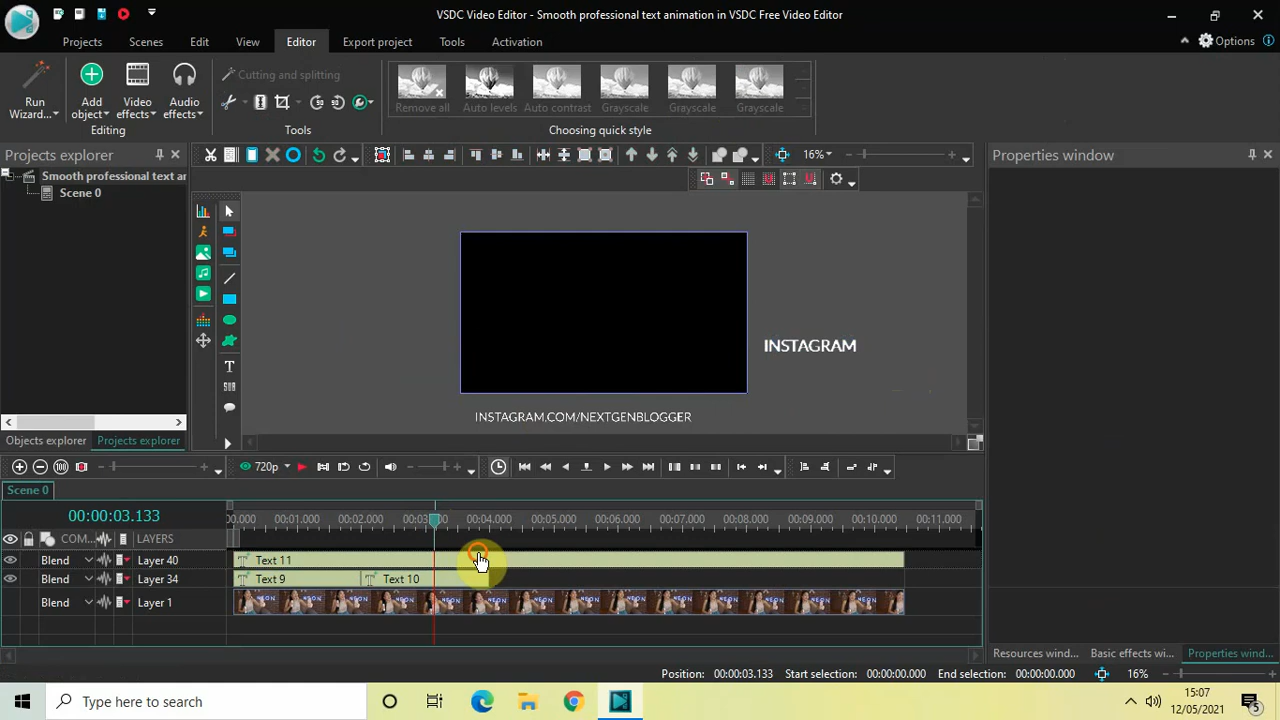 VSDC Video Editor - Smooth professional text animation in VSDC Free Video Editor
Projects Scenes Edit View Editor Export project Tools Activation
Options
Run
Wizard...
Add
object
Video
effects
Audio
effects
Editing
Cutting and splitting
Tools
Remove all
Auto levels
Auto contrast
Grayscale
Grayscale
Grayscale
Choosing quick style
Projects explorer
16%
Properties window
Smooth professional text ar
Scene 0
T
SUB
INSTAGRAM
INSTAGRAM.COM/NEXTGENBLOGGER
Objects explorer
Projects explorer
720p
Scene 0
00:00:03.133
00.000 00:01.000 00:02.000 00:04.000 00:05.000 00:06.000 00:07.000 00:08.000 00:09.000 00:10.000 00:11.000
COM...
LAYERS
Blend
Layer 40
Text 11
Blend
Layer 34
Text 9
Text 10
Blend
Layer 1
Resources wind...
Basic effects wi...
Properties wind...
Position: 00:00:03.133
Start selection: 00:00:00.000
End selection: 00:00:00.000
16%
Type here to search
15:07
12/05/2021
5